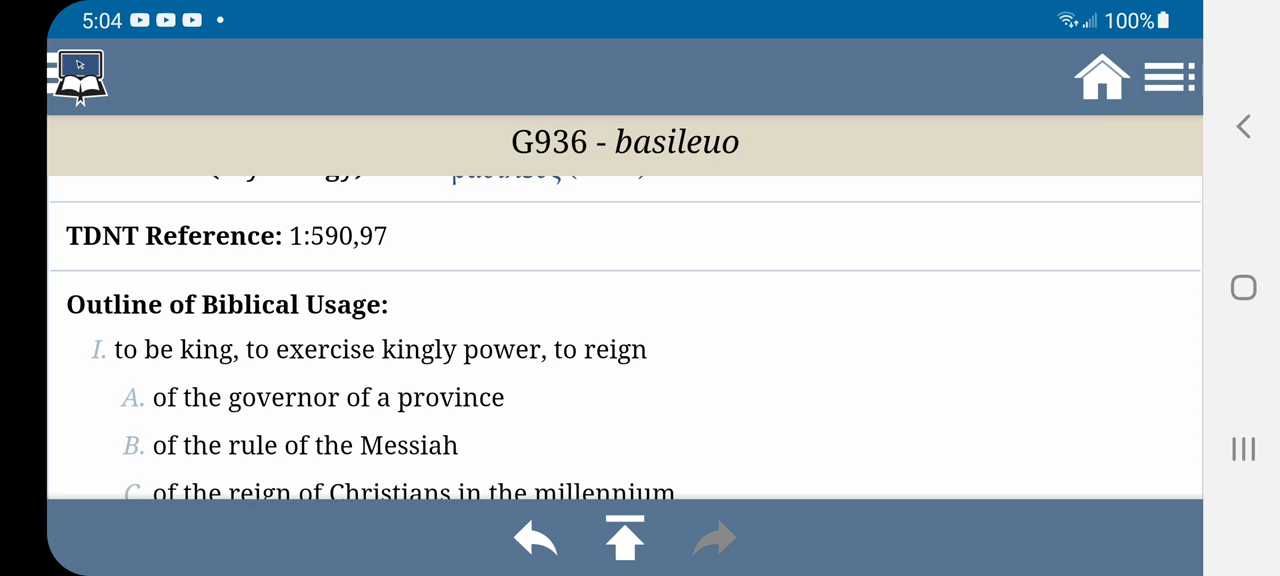 5:04 100%
G936 - basileuo
TDNT Reference: 1:590,97
Outline of Biblical Usage:
I. to be king, to exercise kingly power, to reign
A. of the governor of a province
B. of the rule of the Messiah
C. of the reign of Christians in the millennium